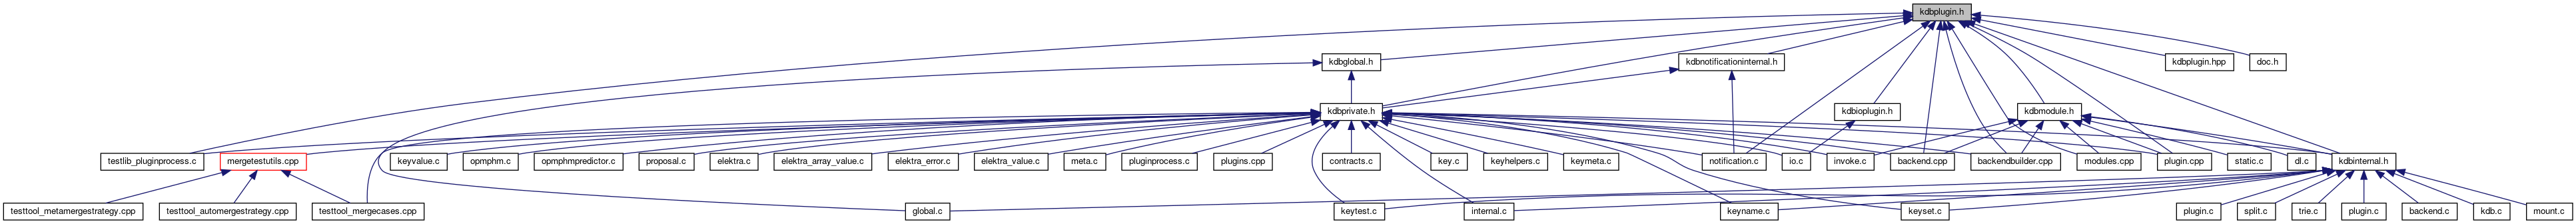 kdbplugin.h
kdbglobal.h
kdbnotificationinternal.h
kdbplugin.hpp
doc.h
kdbprivate.h
kdbioplugin.h
kdbmodule.h
testlib_pluginprocess.c
mergetestutils.cpp
keyvalue.c
opmphm.c
opmphmpredictor.c
proposal.c
elektra.c
elektra_array_value.c
elektra_error.c
elektra_value.c
meta.c
pluginprocess.c
plugins.cpp
contracts.c
key.c
keyhelpers.c
keymeta.c
notification.c
io.c
invoke.c
backend.cpp
backendbuilder.cpp
modules.cpp
plugin.cpp
static.c
dl.c
kdbinternal.h
testtool_metamergestrategy.cpp
testtool_automergestrategy.cpp
testtool_mergecases.cpp
global.c
keytest.c
internal.c
keyname.c
keyset.c
plugin.c
split.c
trie.c
plugin.c
backend.c
kdb.c
mount.c